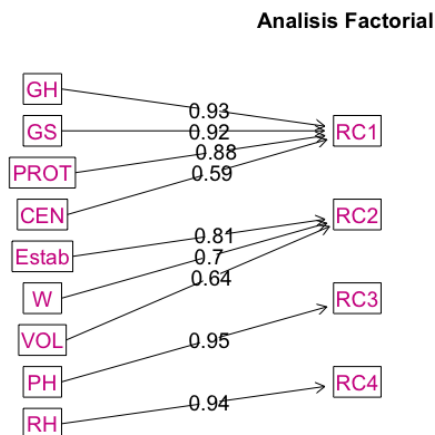 Analisis Factorial
GH
0.93
GS
0.92
RC1
PROT
0.88
CEN
0.59
RC2
Estab
0.81
W
0.7
VOL
0.64
RC3
PH
0.95
RC4
RH
0.94